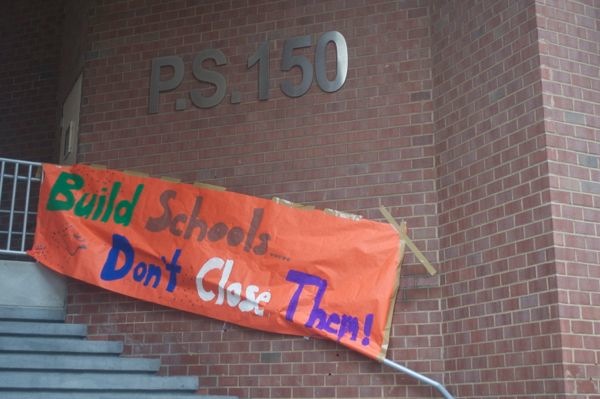 P.S. 150
Build Schools.....
Don't Close Them!